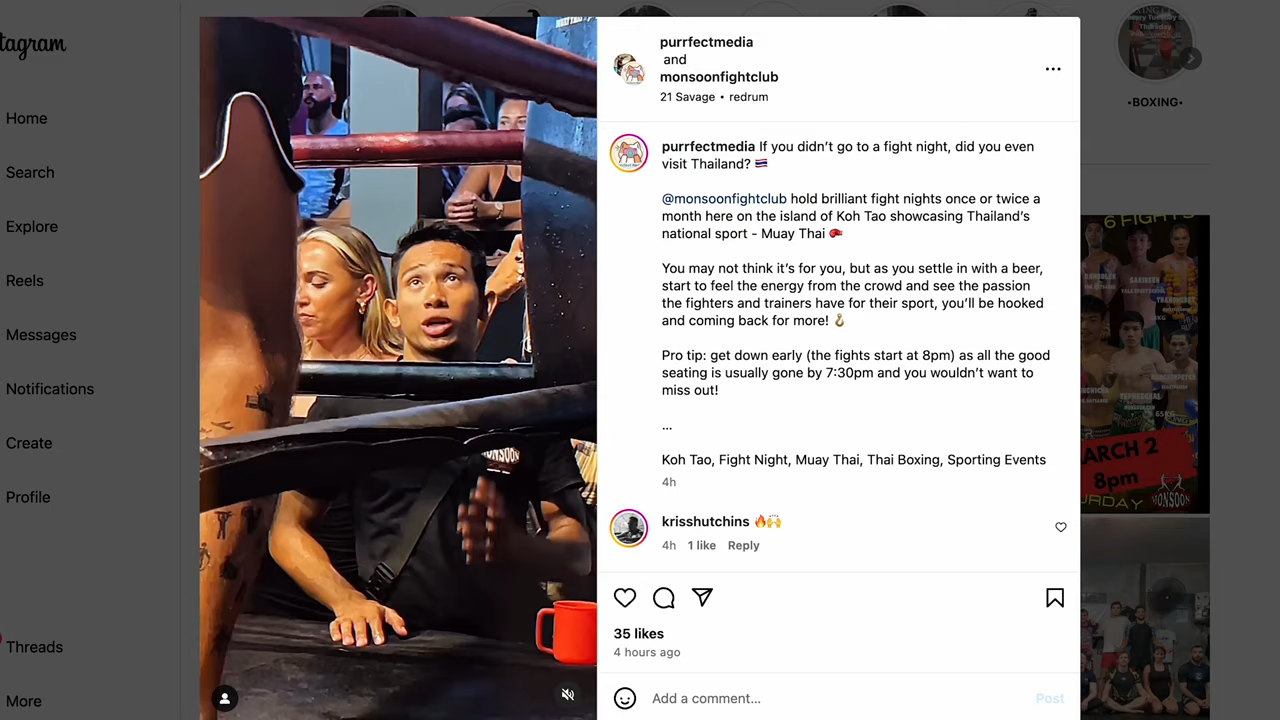 stagram
Home
Search
Explore
Reels
Messages
Notifications
Create
Profile
Threads
More
MONSOON
purrfectmedia
and
monsoonfightclub
21 Savage • redrum
purrfectmedia If you didn’t go to a fight night, did you even
visit Thailand? 🇹🇭
@monsoonfightclub hold brilliant fight nights once or twice a
month here on the island of Koh Tao showcasing Thailand’s
national sport - Muay Thai 🥊
You may not think it’s for you, but as you settle in with a beer,
start to feel the energy from the crowd and see the passion
the fighters and trainers have for their sport, you’ll be hooked
and coming back for more! 🪝
Pro tip: get down early (the fights start at 8pm) as all the good
seating is usually gone by 7:30pm and you wouldn’t want to
miss out!
...
Koh Tao, Fight Night, Muay Thai, Thai Boxing, Sporting Events
4h
krisshutchins 🔥🙌
4h 1 like Reply
35 likes
4 hours ago
Add a comment...
Post
•BOXING•
6 FIGHTS
65KG
MARCH 2
8pm
URDAY
MONSOON